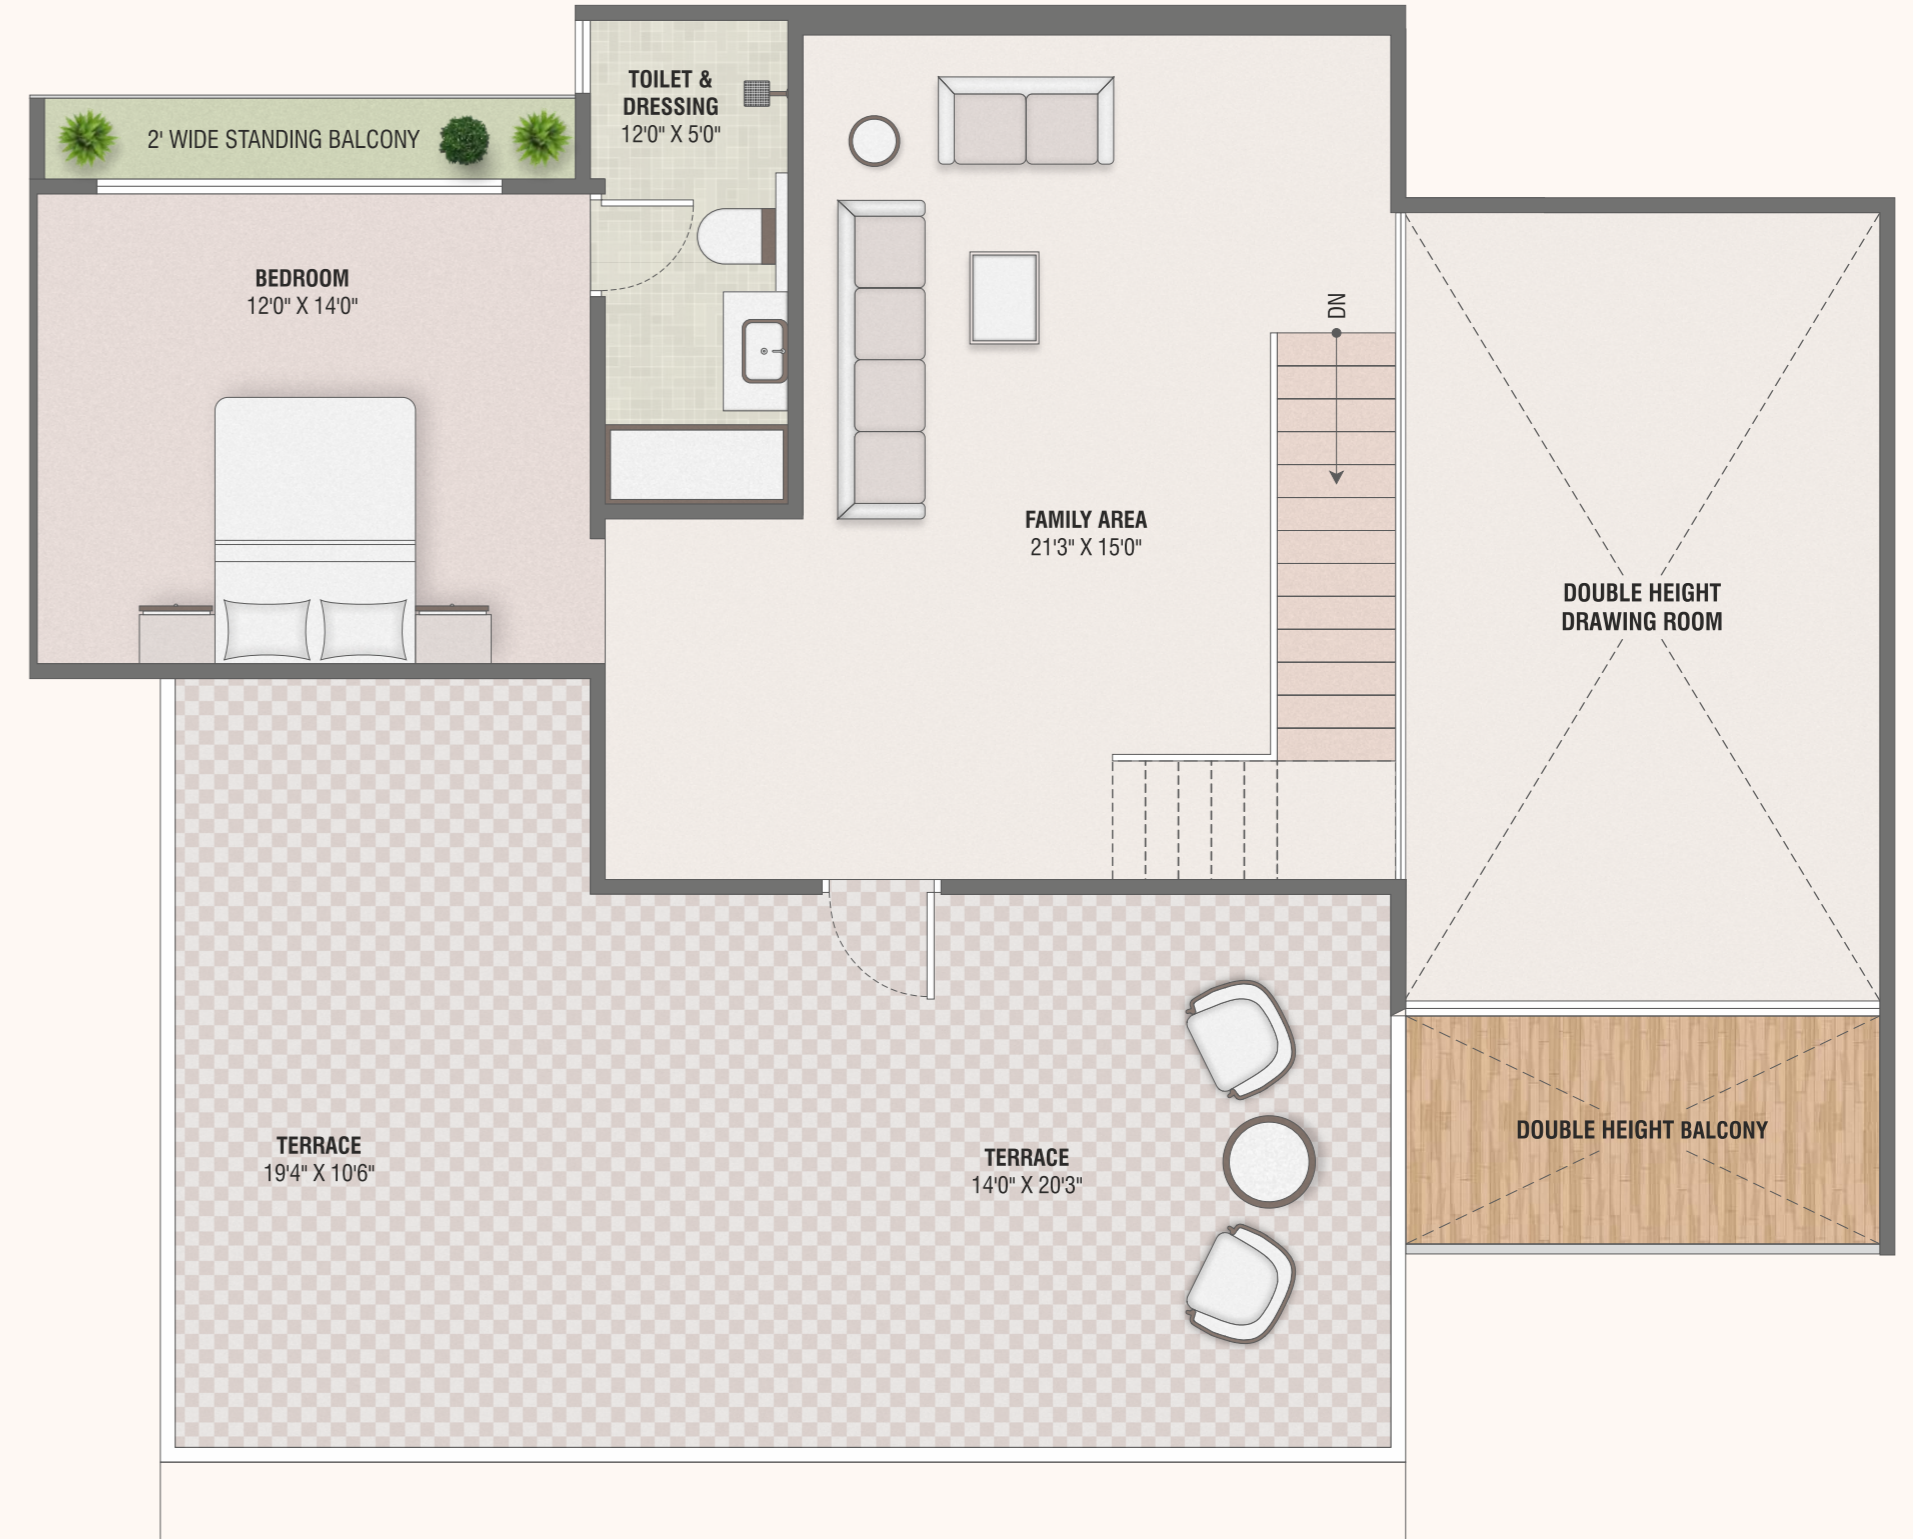 TOILET &
DRESSING
12'0" X 5'0"
2' WIDE STANDING BALCONY
BEDROOM
12'0" X 14'0"
DN
FAMILY AREA
21'3" X 15'0"
DOUBLE HEIGHT
DRAWING ROOM
TERRACE
19'4" X 10'6"
TERRACE
14'0" X 20'3"
DOUBLE HEIGHT BALCONY